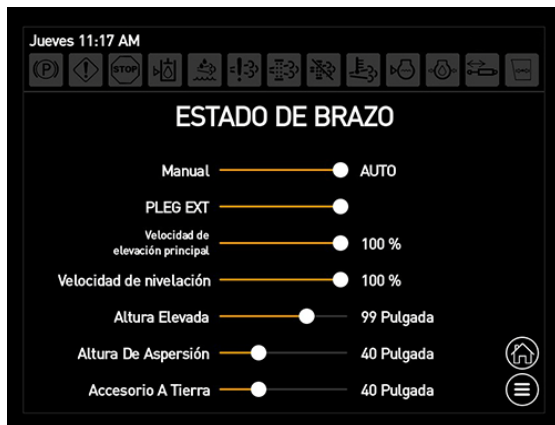 Jueves 11:17 AM
(P) STOP
ESTADO DE BRAZO
Manual AUTO
PLEG EXT
Velocidad de
elevación principal 100 %
Velocidad de nivelación 100 %
Altura Elevada 99 Pulgada
Altura De Aspersión 40 Pulgada
Accesorio A Tierra 40 Pulgada